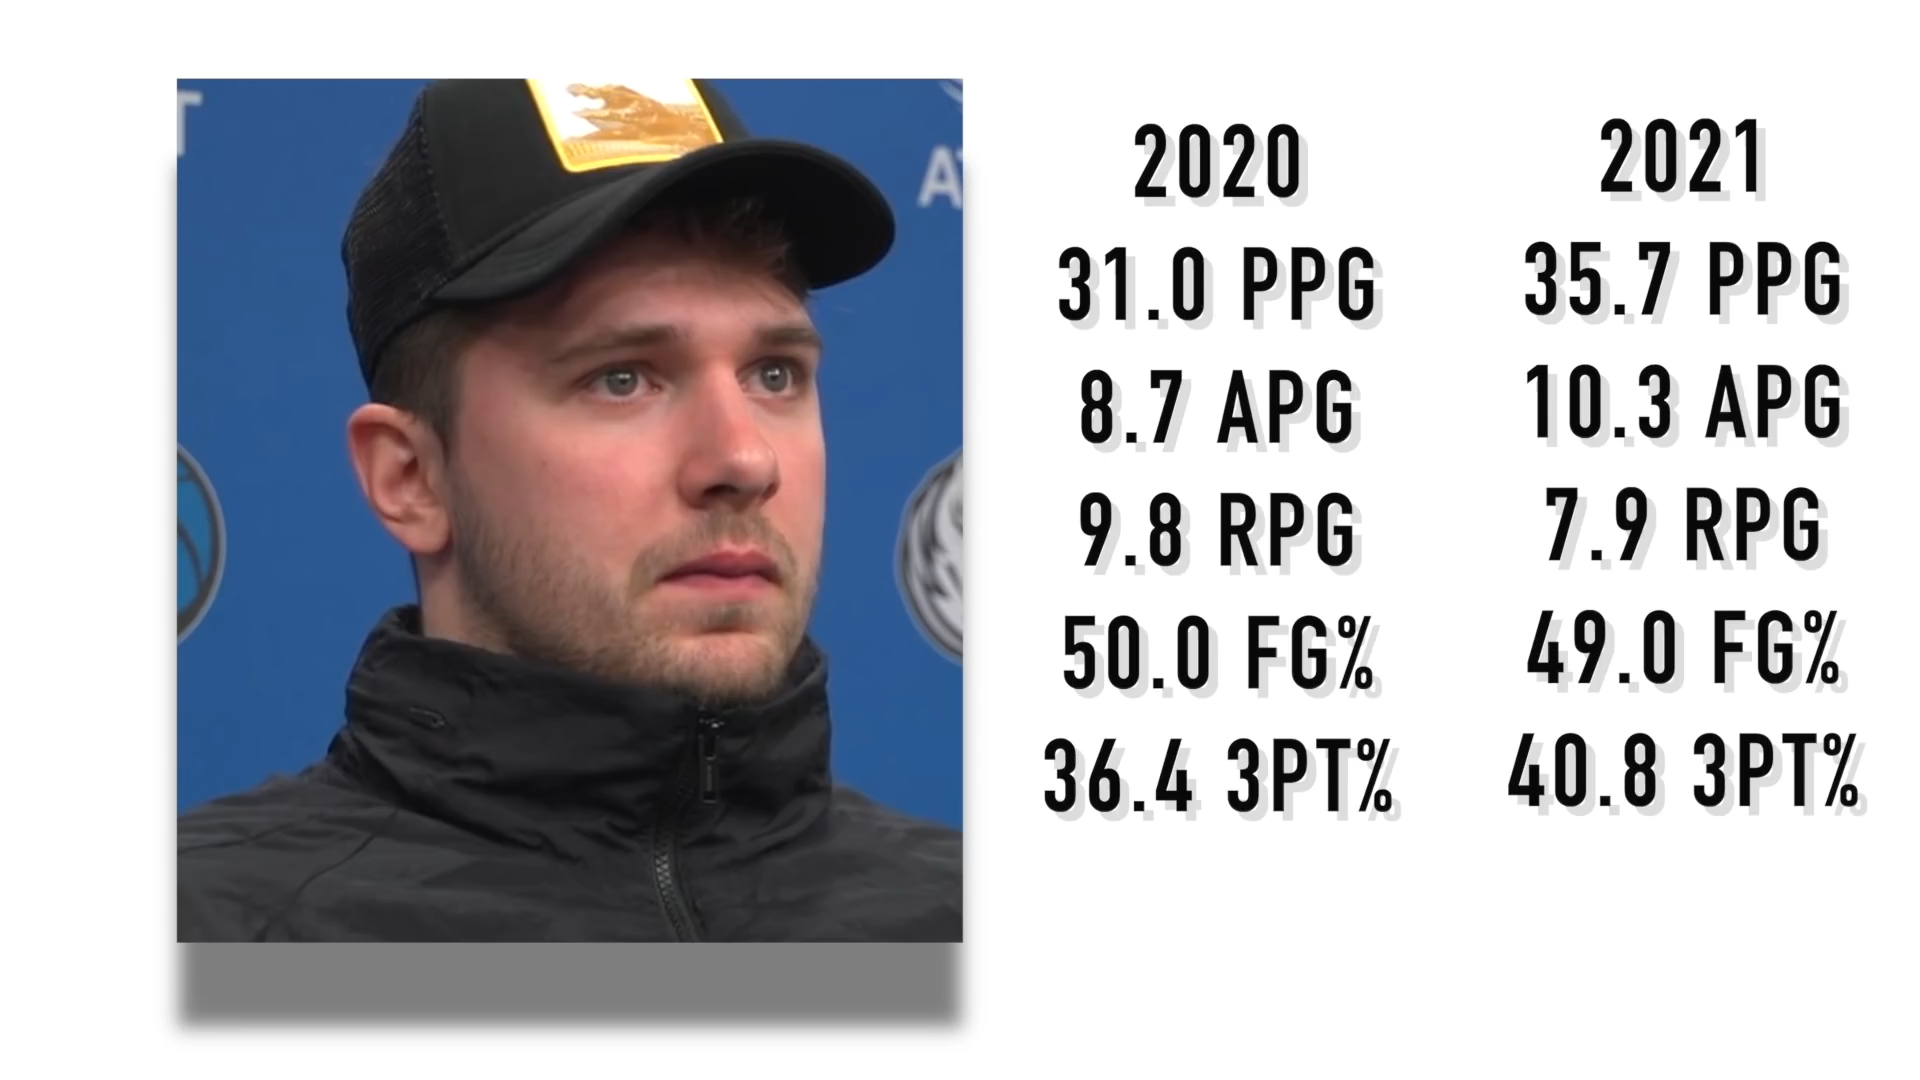 T
AT
2020
31.0 PPG
8.7 APG
9.8 RPG
50.0 FG%
36.4 3PT%
2021
35.7 PPG
10.3 APG
7.9 RPG
49.0 FG%
40.8 3PT%